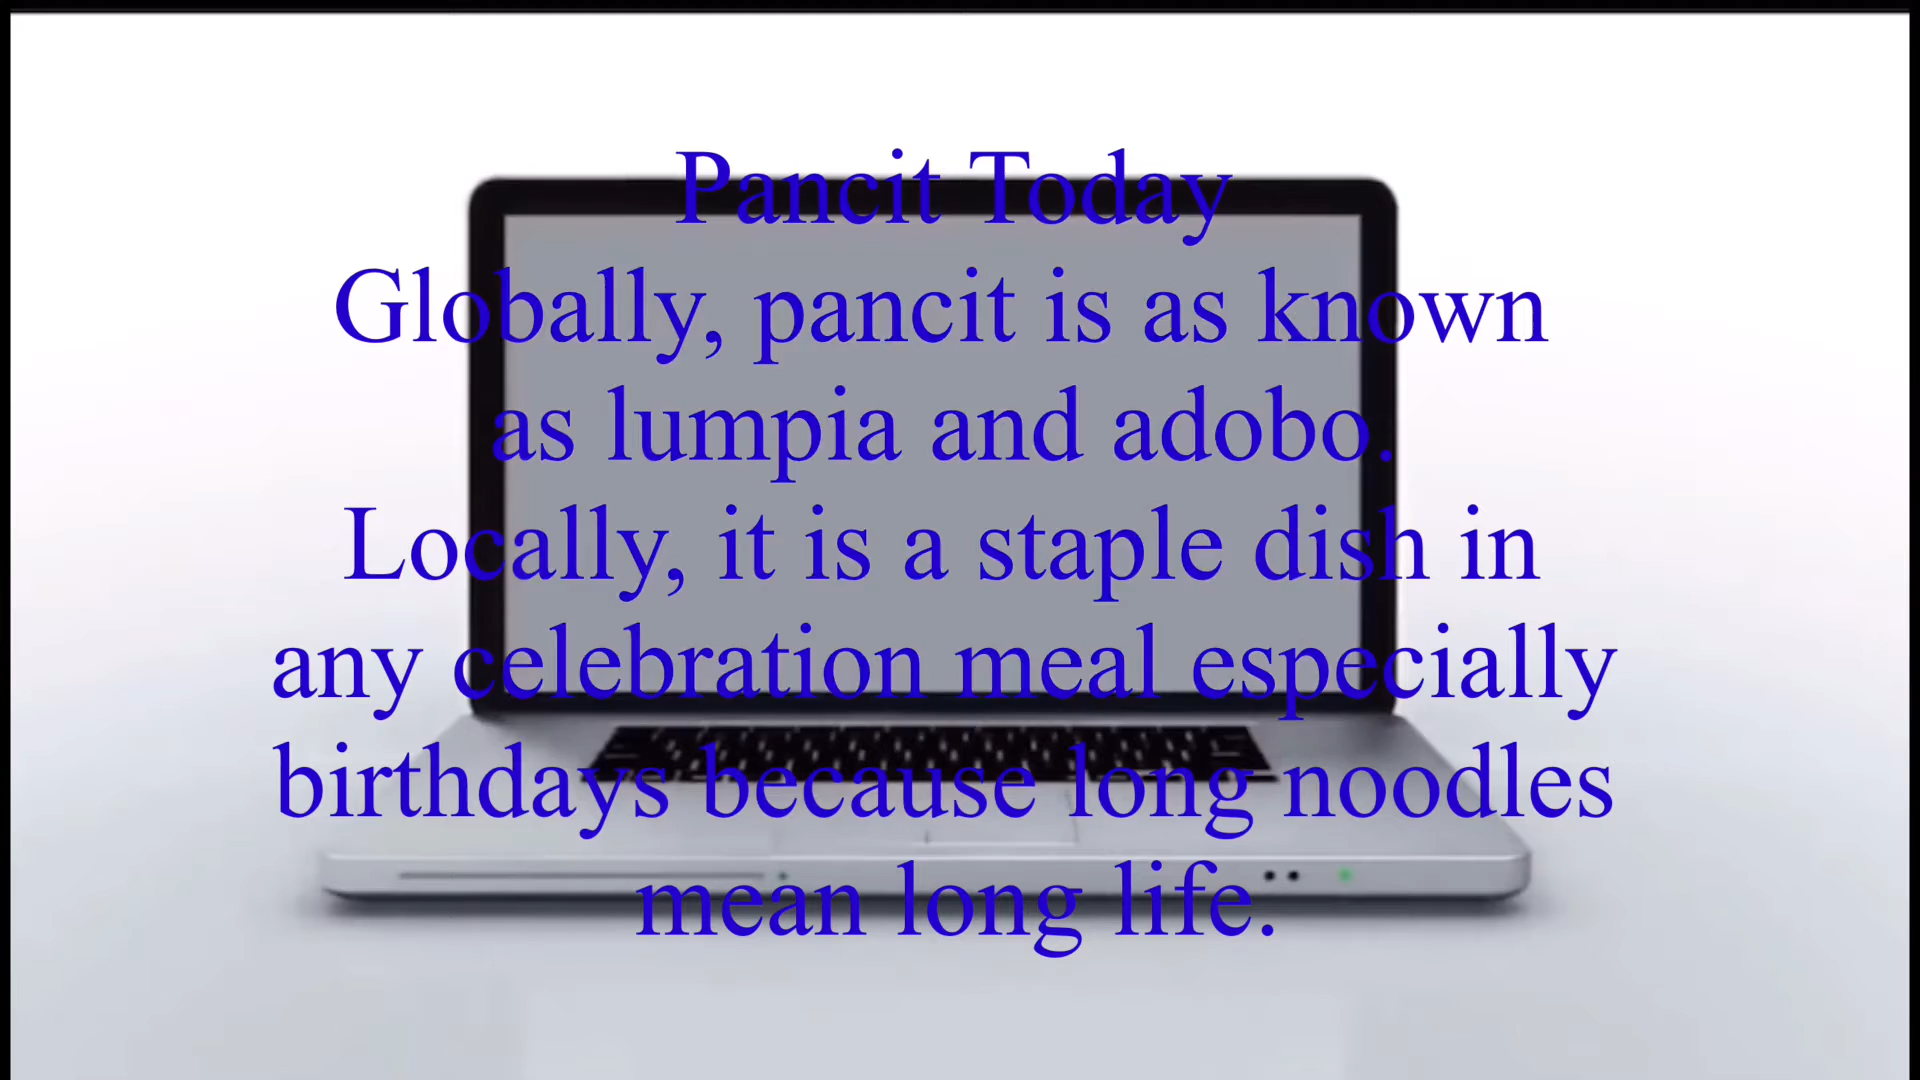 Pancit Today
Globally, pancit is as known
as lumpia and adobo.
Locally, it is a staple dish in
any celebration meal especially
birthdays because long noodles
mean long life.